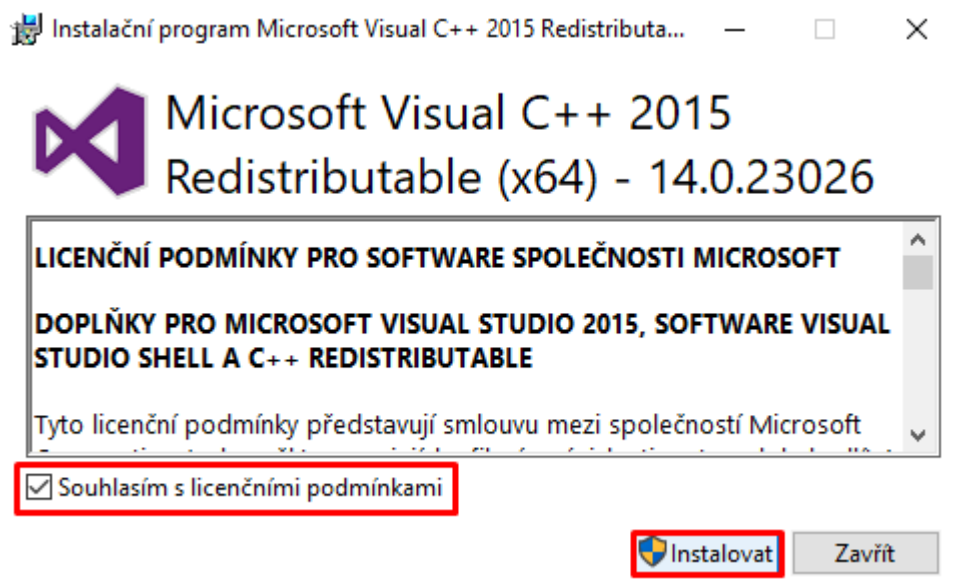 Instalační program Microsoft Visual C++ 2015 Redistributa...
Microsoft Visual C++ 2015
Redistributable (x64) - 14.0.23026
LICENČNÍ PODMÍNKY PRO SOFTWARE SPOLEČNOSTI MICROSOFT
DOPLŇKY PRO MICROSOFT VISUAL STUDIO 2015, SOFTWARE VISUAL
STUDIO SHELL A C++ REDISTRIBUTABLE
Tyto licenční podmínky představují smlouvu mezi společností Microsoft
Souhlasím s licenčními podmínkami
Instalovat
Zavřít